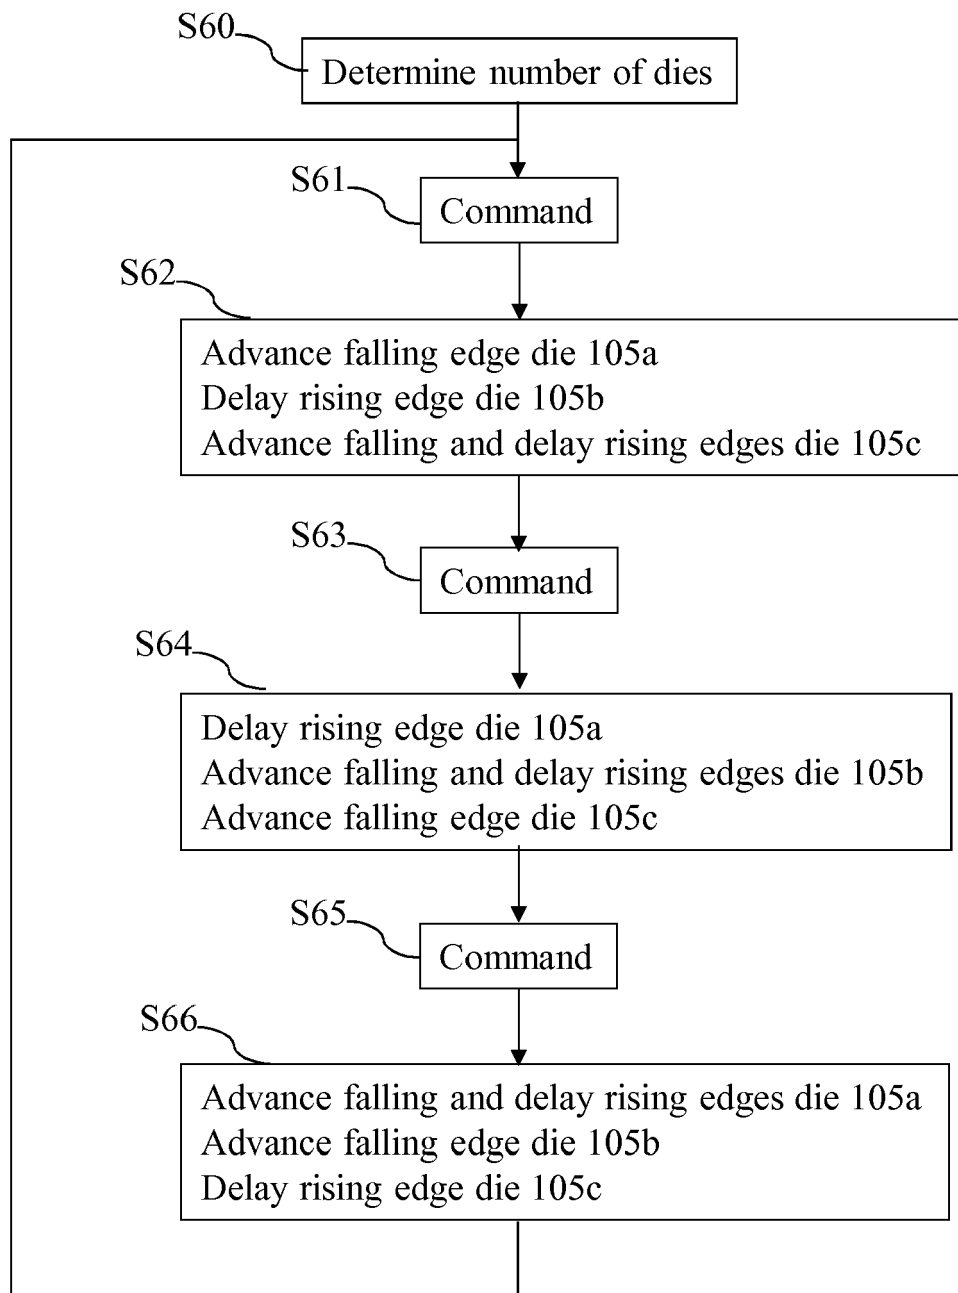 S60
Determine number of dies
S61
Command
S62
Advance falling edge die 105a
Delay rising edge die 105b
Advance falling and delay rising edges die 105c
S63
Command
S64
Delay rising edge die 105a
Advance falling and delay rising edges die 105b
Advance falling edge die 105c
S65
Command
S66
Advance falling and delay rising edges die 105a
Advance falling edge die 105b
Delay rising edge die 105c